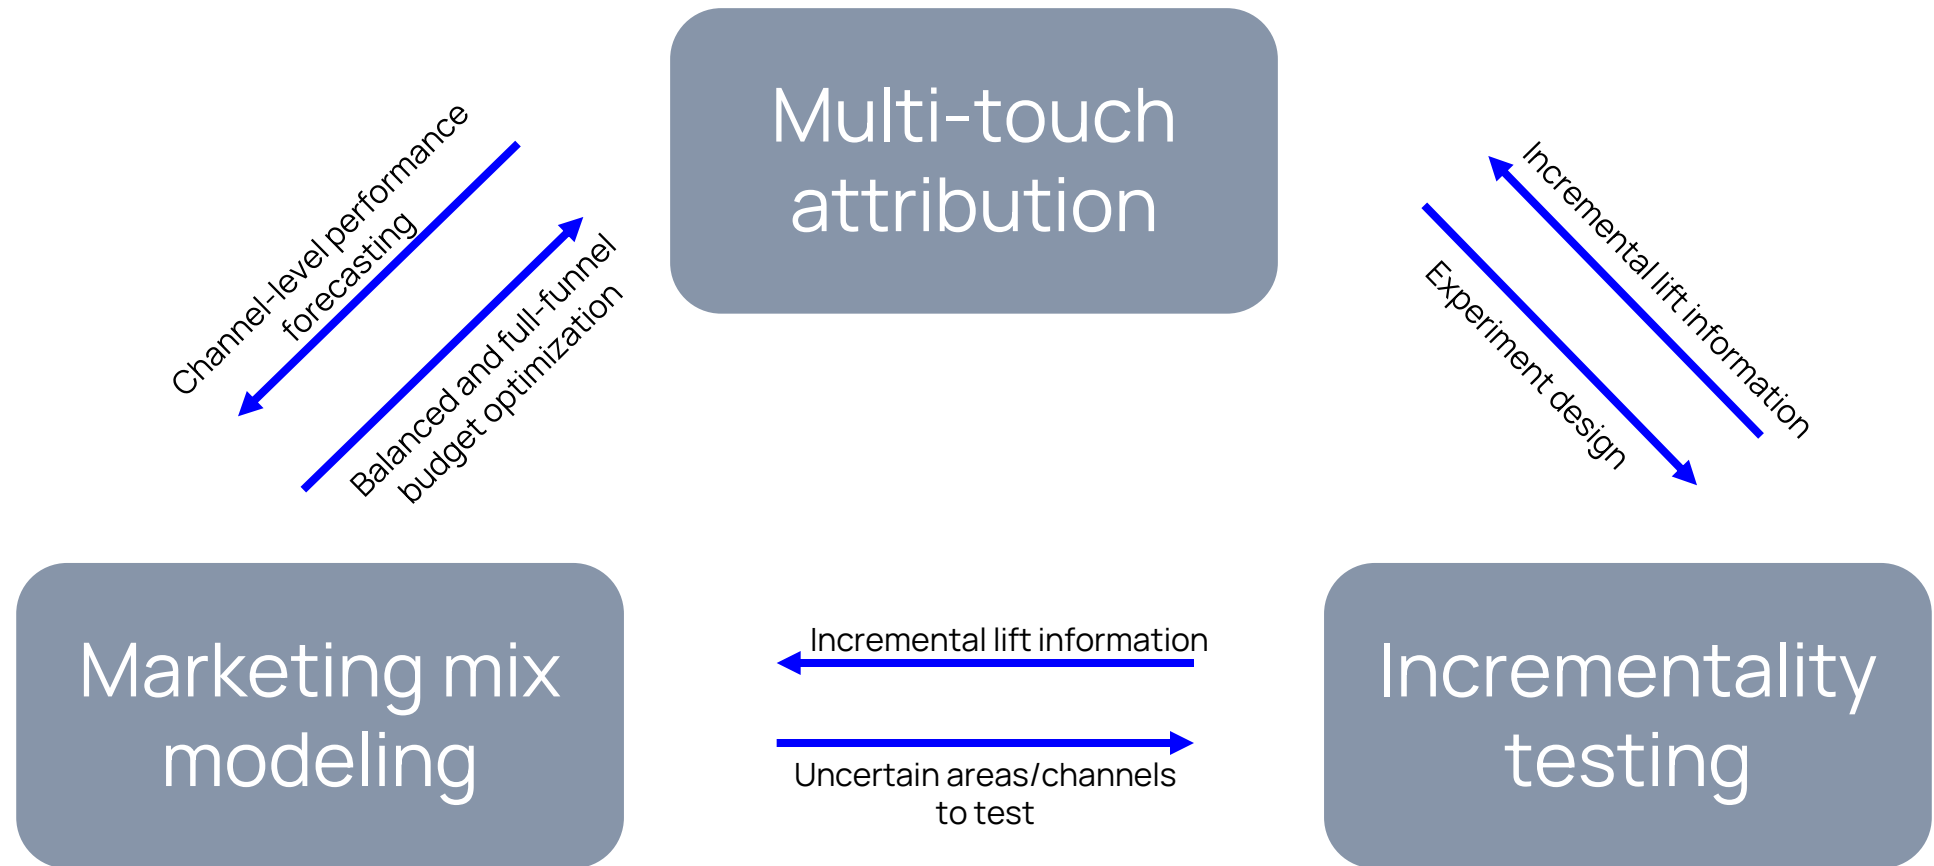 Multi-touch
attribution
Channel-level performance
forecasting
Balanced and full-funnel
budget optimization
Incremental lift information
Experiment design
Marketing mix
modeling
Incremental lift information
Uncertain areas/channels
to test
Incrementality
testing